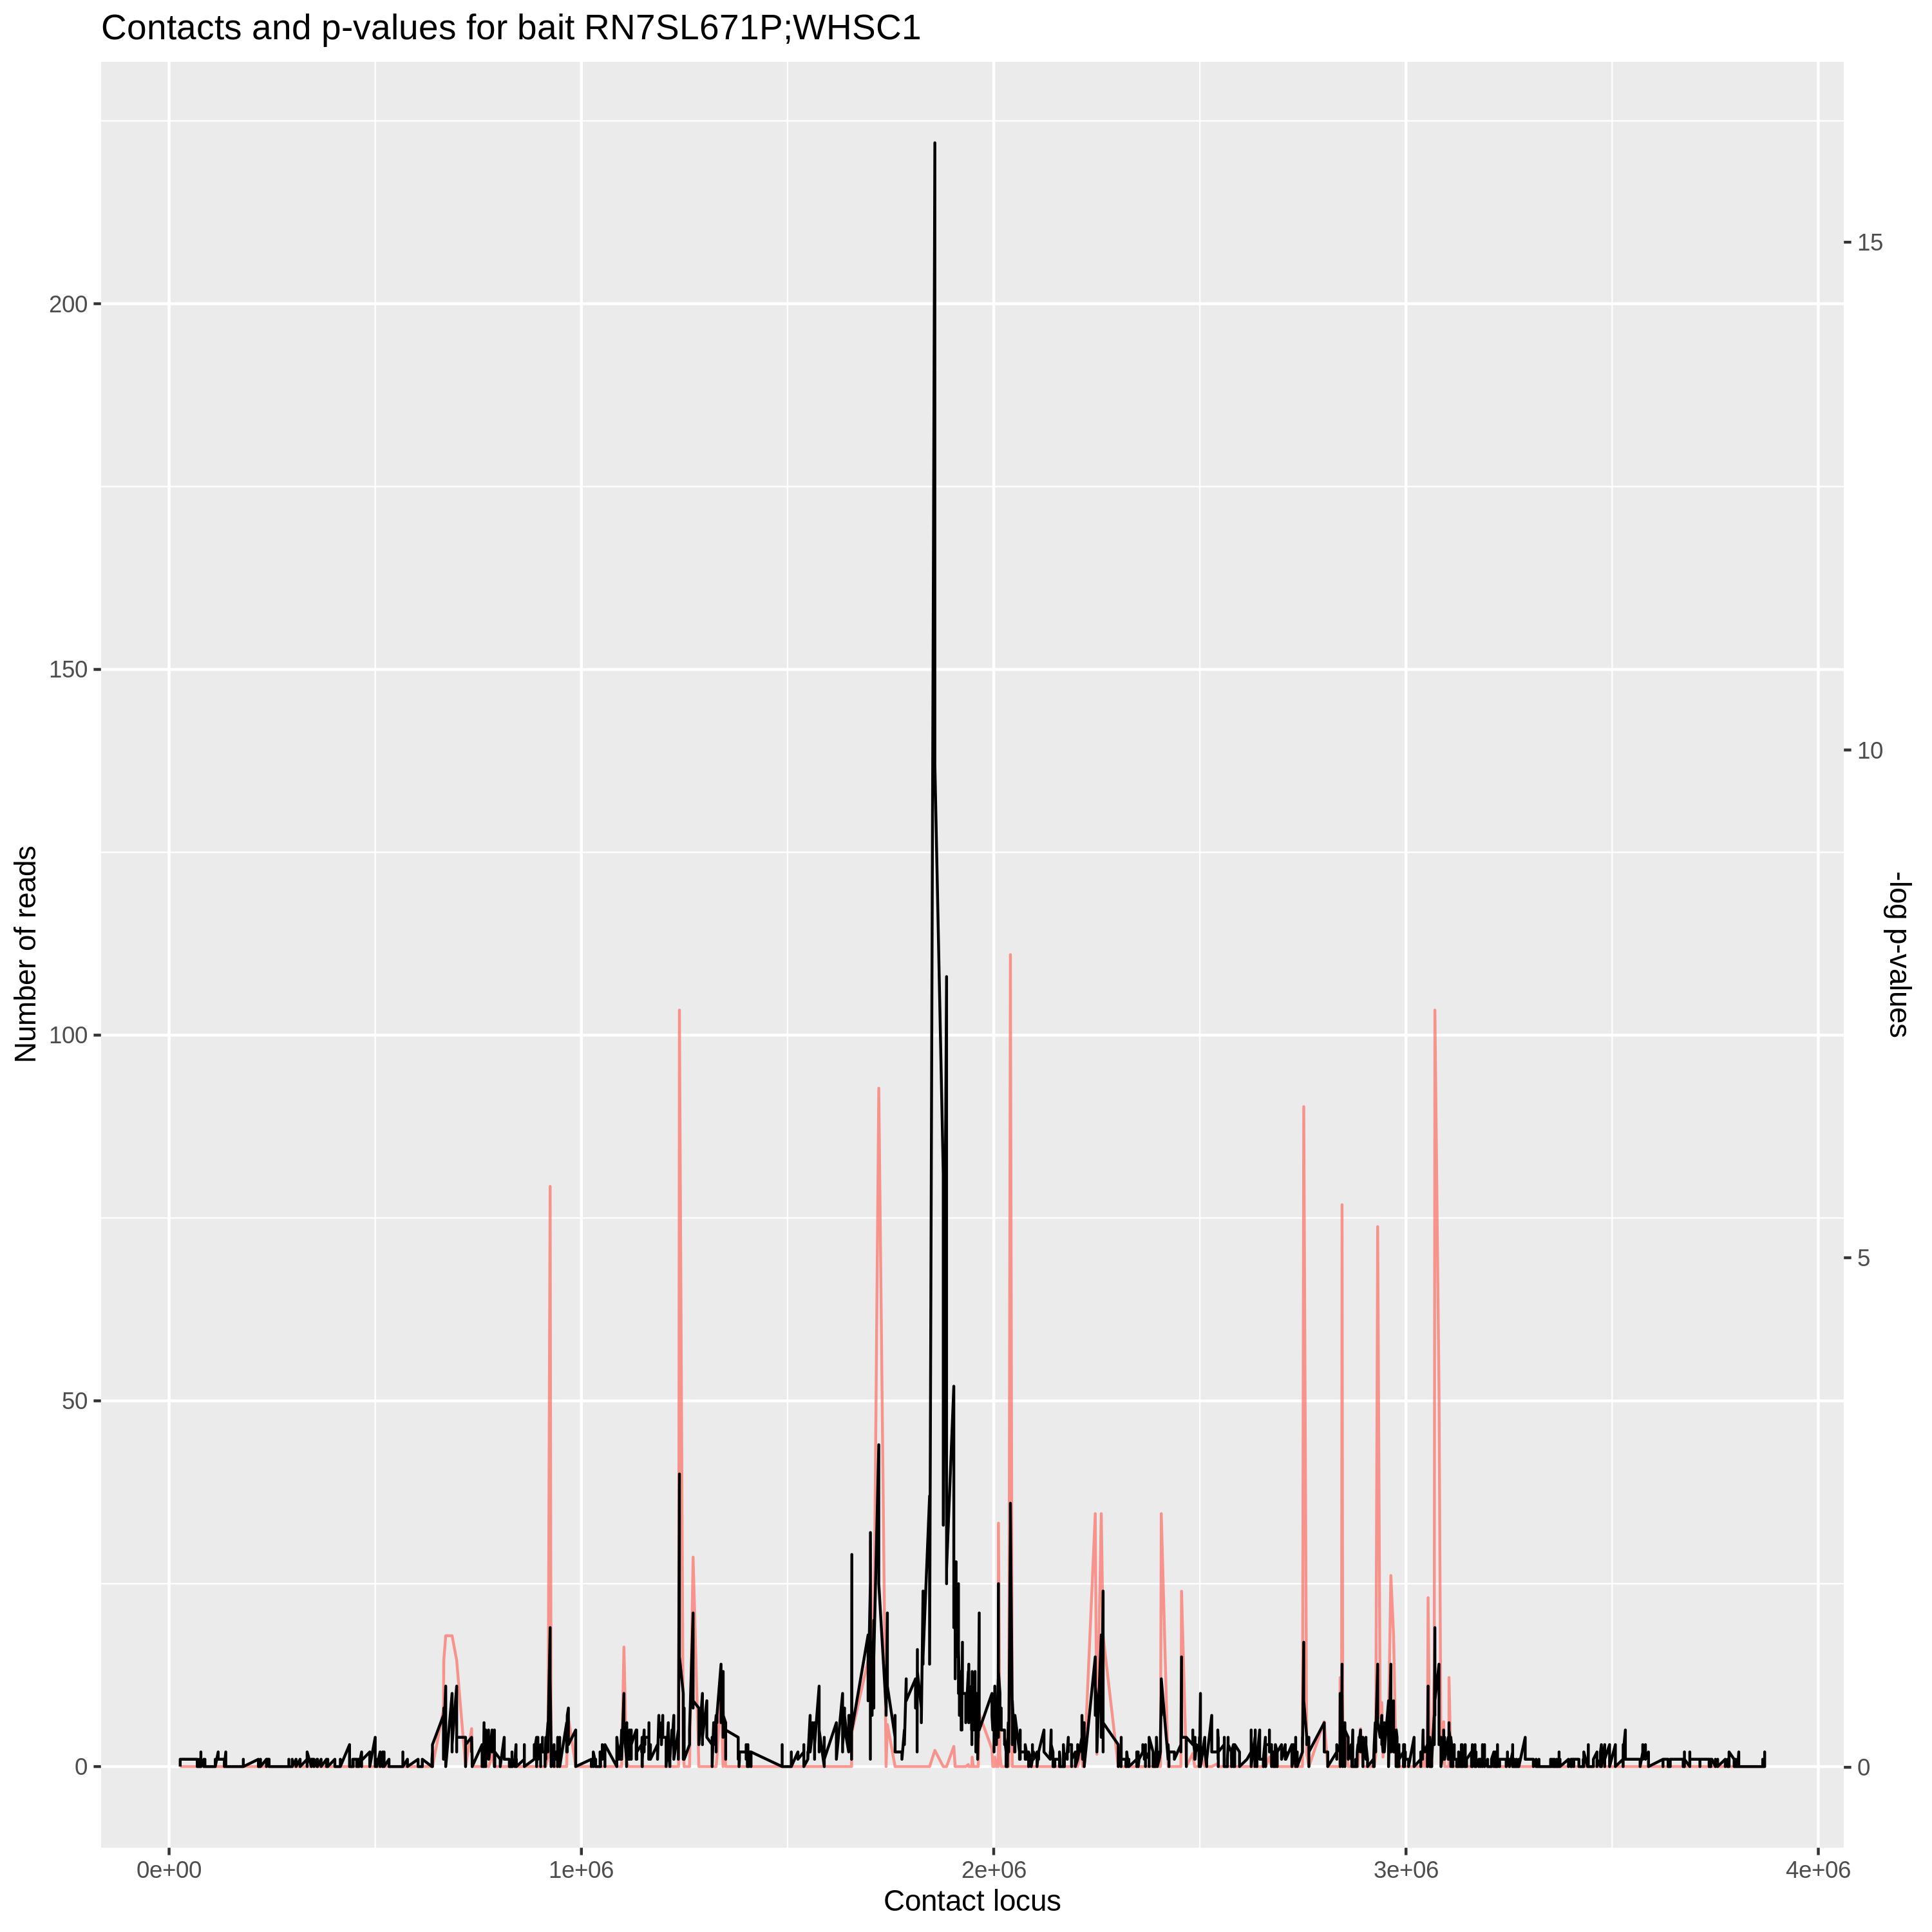 Contacts and p-values for bait RN7SL671P;WHSC1
200
150
100
50
0
Number of reads
15
10
5
0
-log p-values
0e+00
1e+06
2e+06
3e+06
4e+06
Contact locus